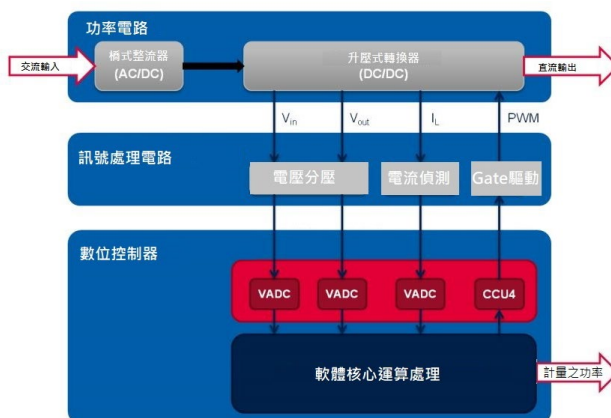 功率電路
交流輸入
橋式整流器
(AC/DC)
升壓式轉換器
(DC/DC)
直流輸出
Vin
Vout
IL
PWM
訊號處理電路
電壓分壓
電流偵測
Gate驅動
數位控制器
VADC
VADC
VADC
CCU4
軟體核心運算處理
計量之功率